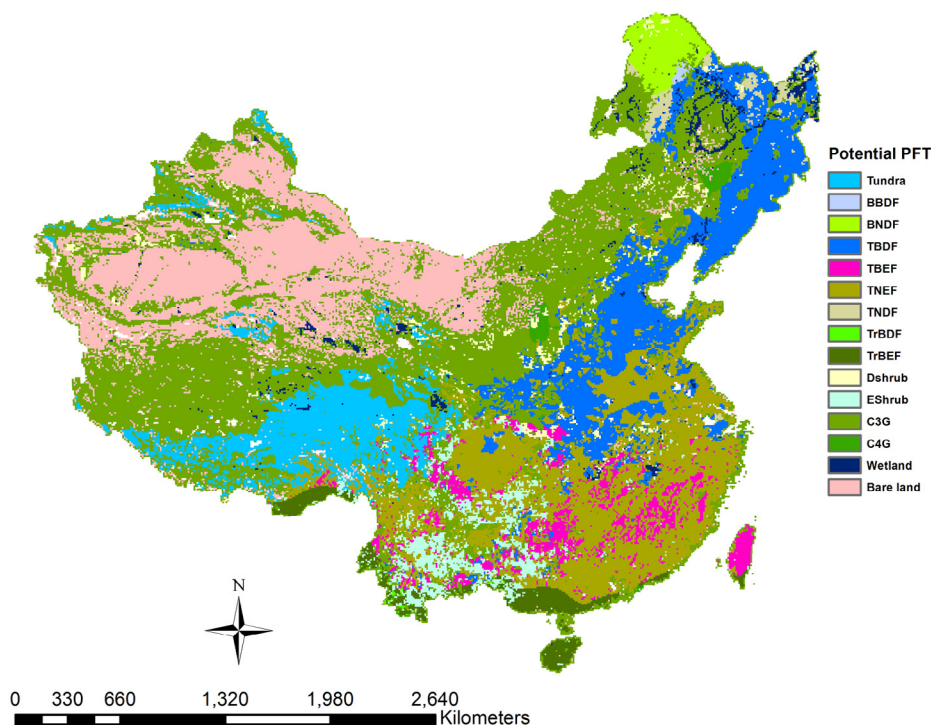 Potential PFT
Tundra
BBDF
BNDF
TBDF
TBEF
TNEF
TNDF
TrBDF
TrBEF
Dshrub
EShrub
C3G
C4G
Wetland
Bare land
N
0 330 660 1,320 1,980 2,640
Kilometers